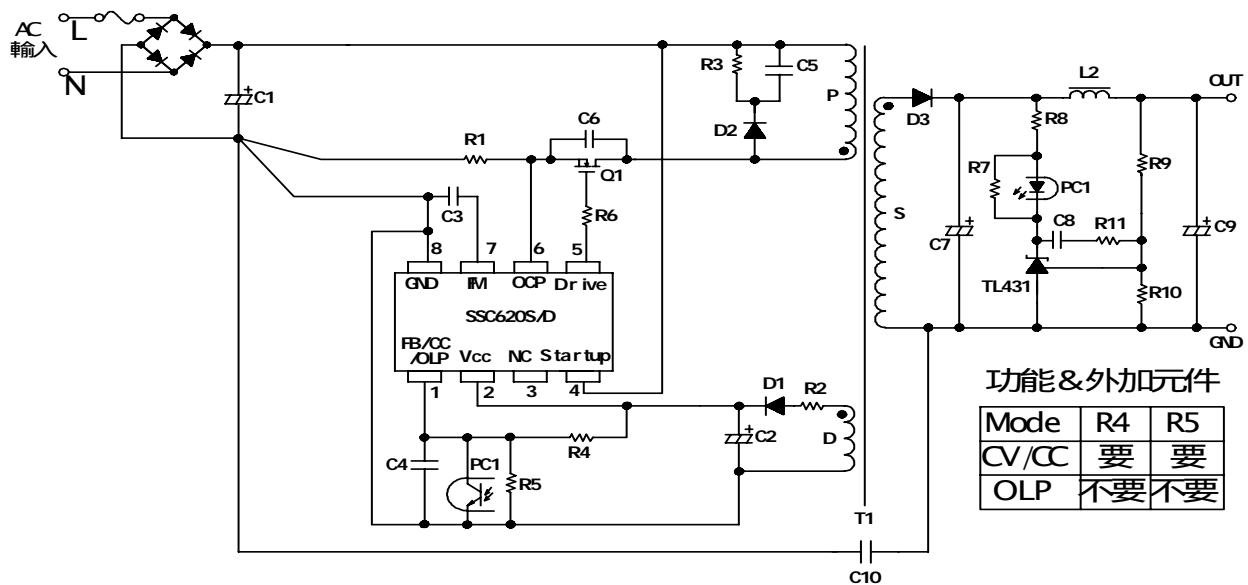 AC
輸入
L
N
C1
R3
C5
P
D2
C6
R1
Q1
R6
C3
8
7
6
5
GND
FM
OCP
Drive
SSC620S/D
FB/CC
/OLP
Vcc
NC
Startup
1
2
3
4
D1
R2
D
C2
R4
C4
PC1
R5
T1
C10
S
D3
L2
OUT
R8
R7
PC1
R9
C8
R11
C7
C9
TL431
R10
GND
功能&外加元件
Mode R4 R5
CV/CC 要 要
OLP 不要 不要